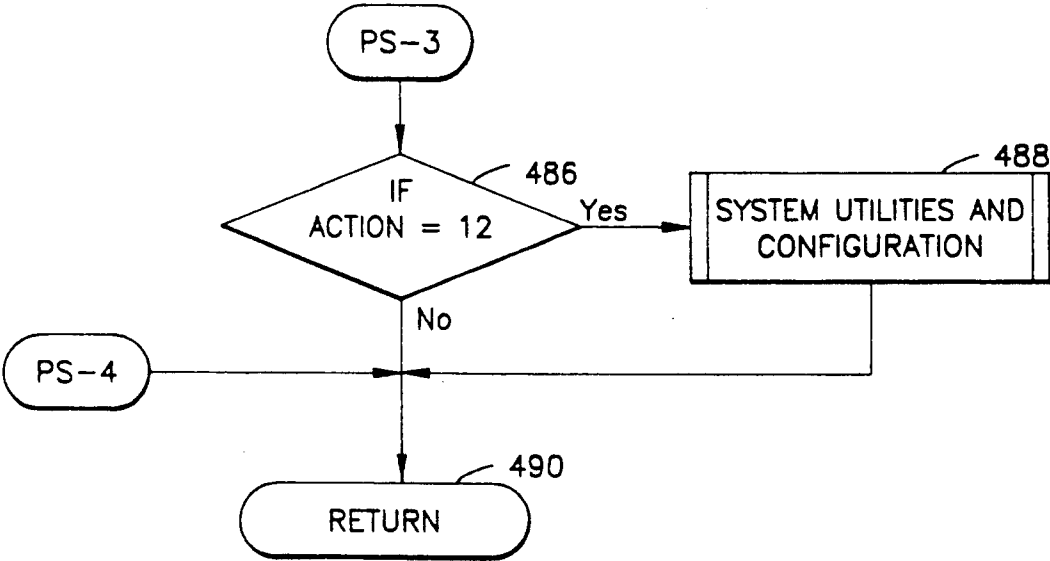 PS-3
486
IF
ACTION = 12
Yes
488
SYSTEM UTILITIES AND
CONFIGURATION
No
PS-4
490
RETURN